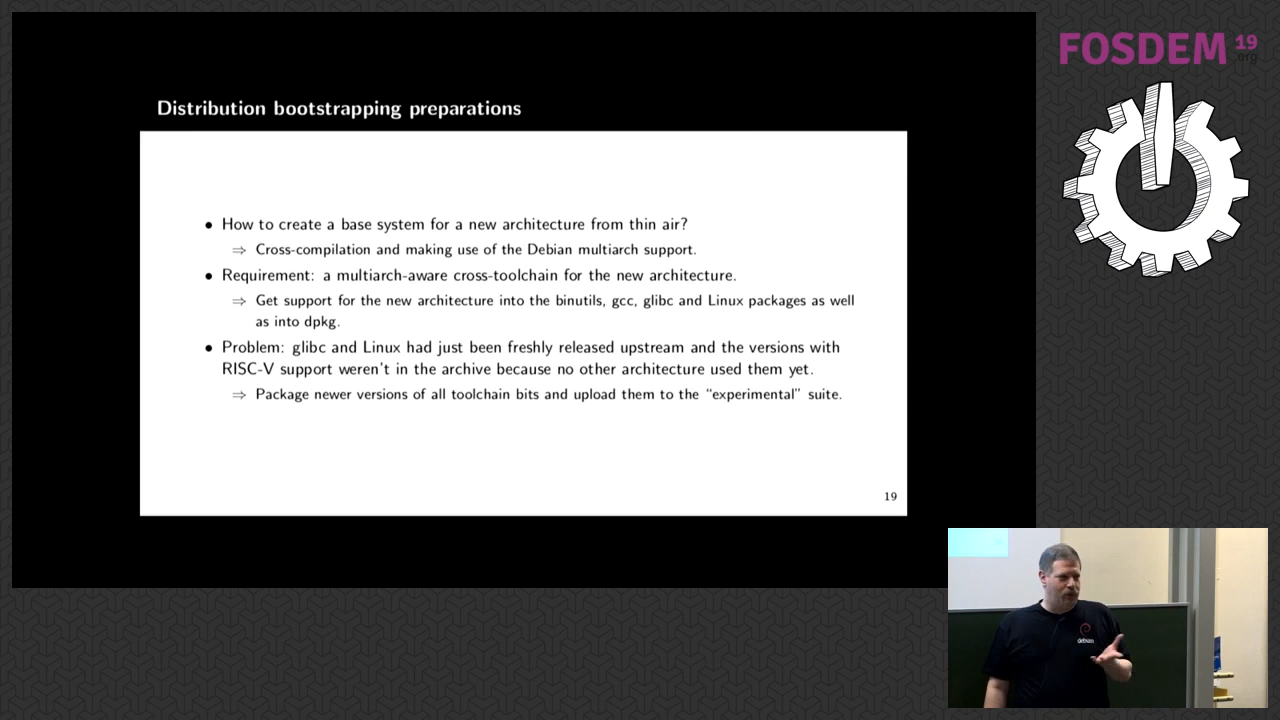 FOSDEM 19
.org
Distribution bootstrapping preparations
• How to create a base system for a new architecture from thin air?
⇒ Cross-compilation and making use of the Debian multiarch support.
• Requirement: a multiarch-aware cross-toolchain for the new architecture.
⇒ Get support for the new architecture into the binutils, gcc, glibc and Linux packages as well
as into dpkg.
• Problem: glibc and Linux had just been freshly released upstream and the versions with
RISC-V support weren't in the archive because no other architecture used them yet.
⇒ Package newer versions of all toolchain bits and upload them to the “experimental” suite.
19
debian